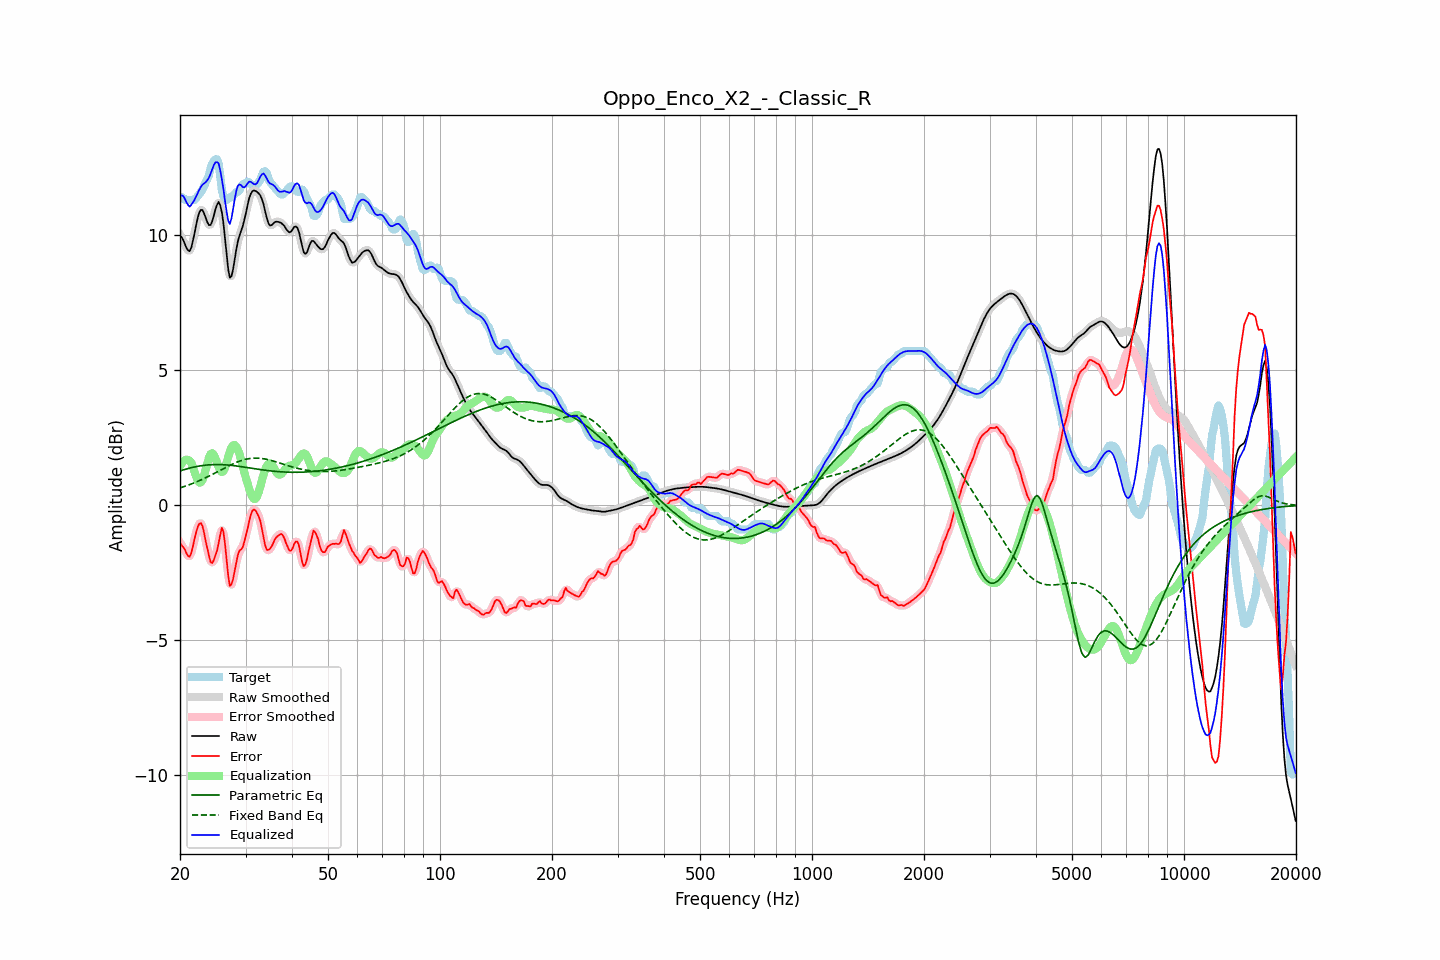 Oppo_Enco_X2_-_Classic_R
Amplitude (dBr)
10
5
0
−5
−10
Target
Raw Smoothed
Error Smoothed
Raw
Error
Equalization
Parametric Eq
Fixed Band Eq
Equalized
20 50 100 200 500 1000 2000 5000 10000 20000
Frequency (Hz)